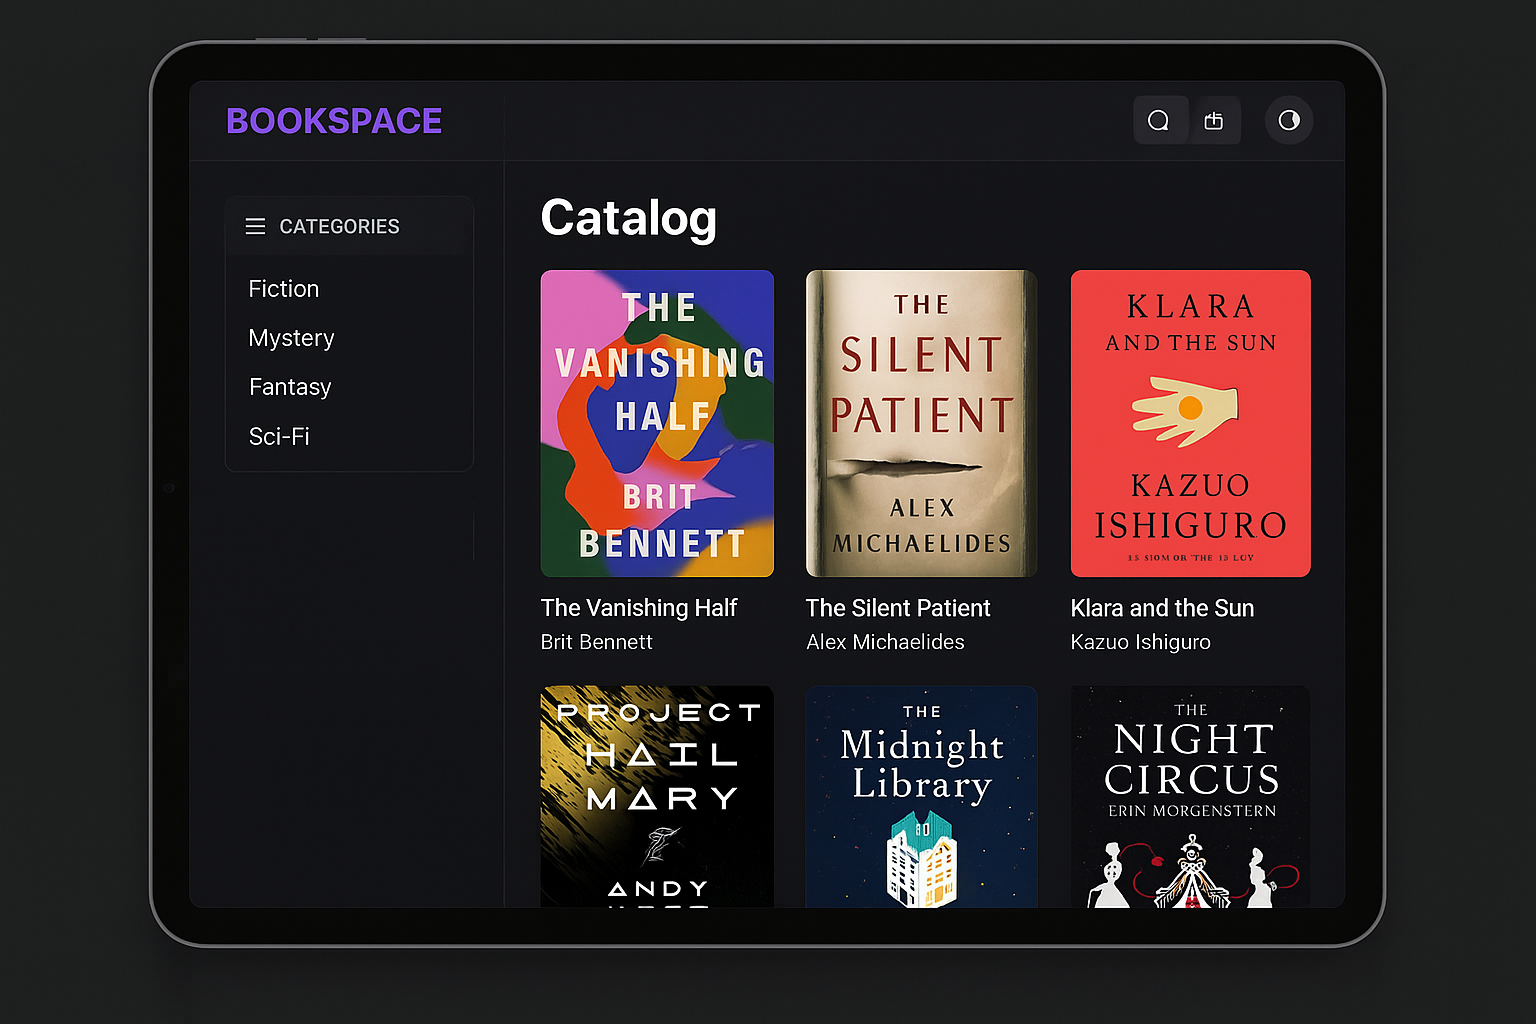 BOOKSPACE
CATEGORIES
Fiction
Mystery
Fantasy
Sci-Fi
Catalog
THE
VANISHING
HALF
BRIT
BENNETT
The Vanishing Half
Brit Bennett
THE
SILENT
PATIENT
ALEX
MICHAELIDES
The Silent Patient
Alex Michaelides
KLARA
AND THE SUN
KAZUO
ISHIGURO
Klara and the Sun
Kazuo Ishiguro
PROJECT
HAIL
MARY
ANDY
THE
Midnight
Library
THE
NIGHT
CIRCUS
ERIN MORGENSTERN